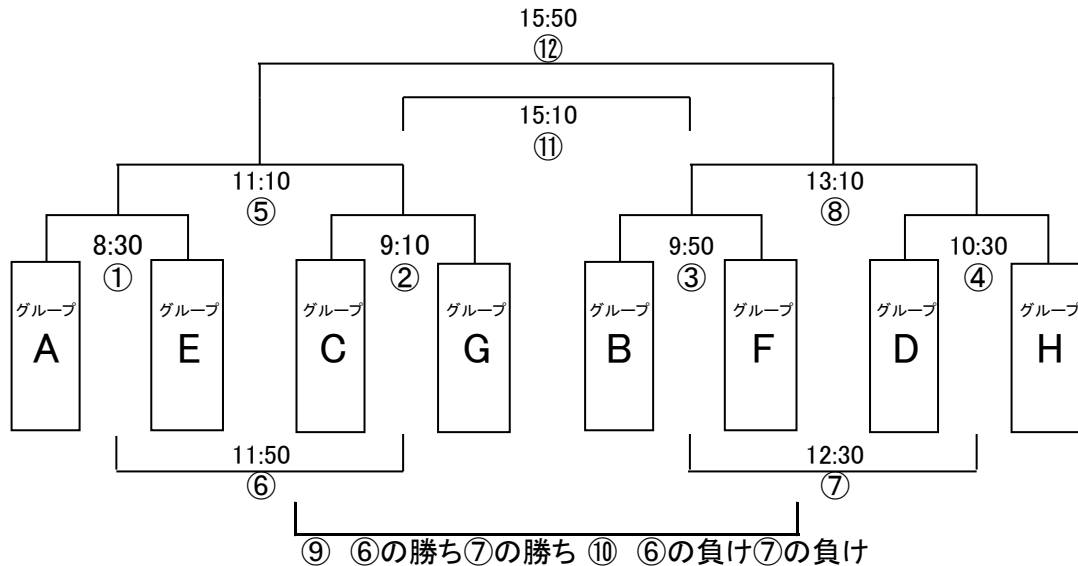 15:50
⑫
15:10
⑪
11:10
⑤
13:10
⑧
8:30
①
9:10
②
9:50
③
10:30
④
グループ
A
グループ
E
グループ
C
グループ
G
グループ
B
グループ
F
グループ
D
グループ
H
11:50
⑥
12:30
⑦
⑨ ⑥の勝ち⑦の勝ち ⑩ ⑥の負け⑦の負け